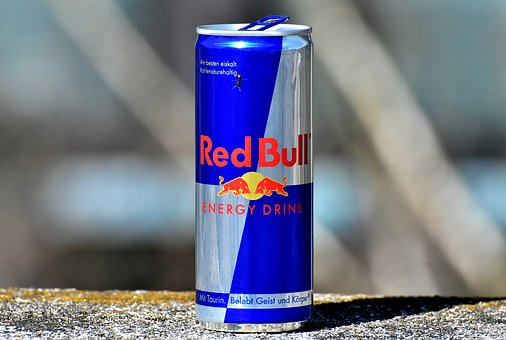 Am besten eiskalt.
Kohlensäurehaltig.
Red Bull
ENERGY DRINK
Mit Taurin. Belebt Geist und Körper.